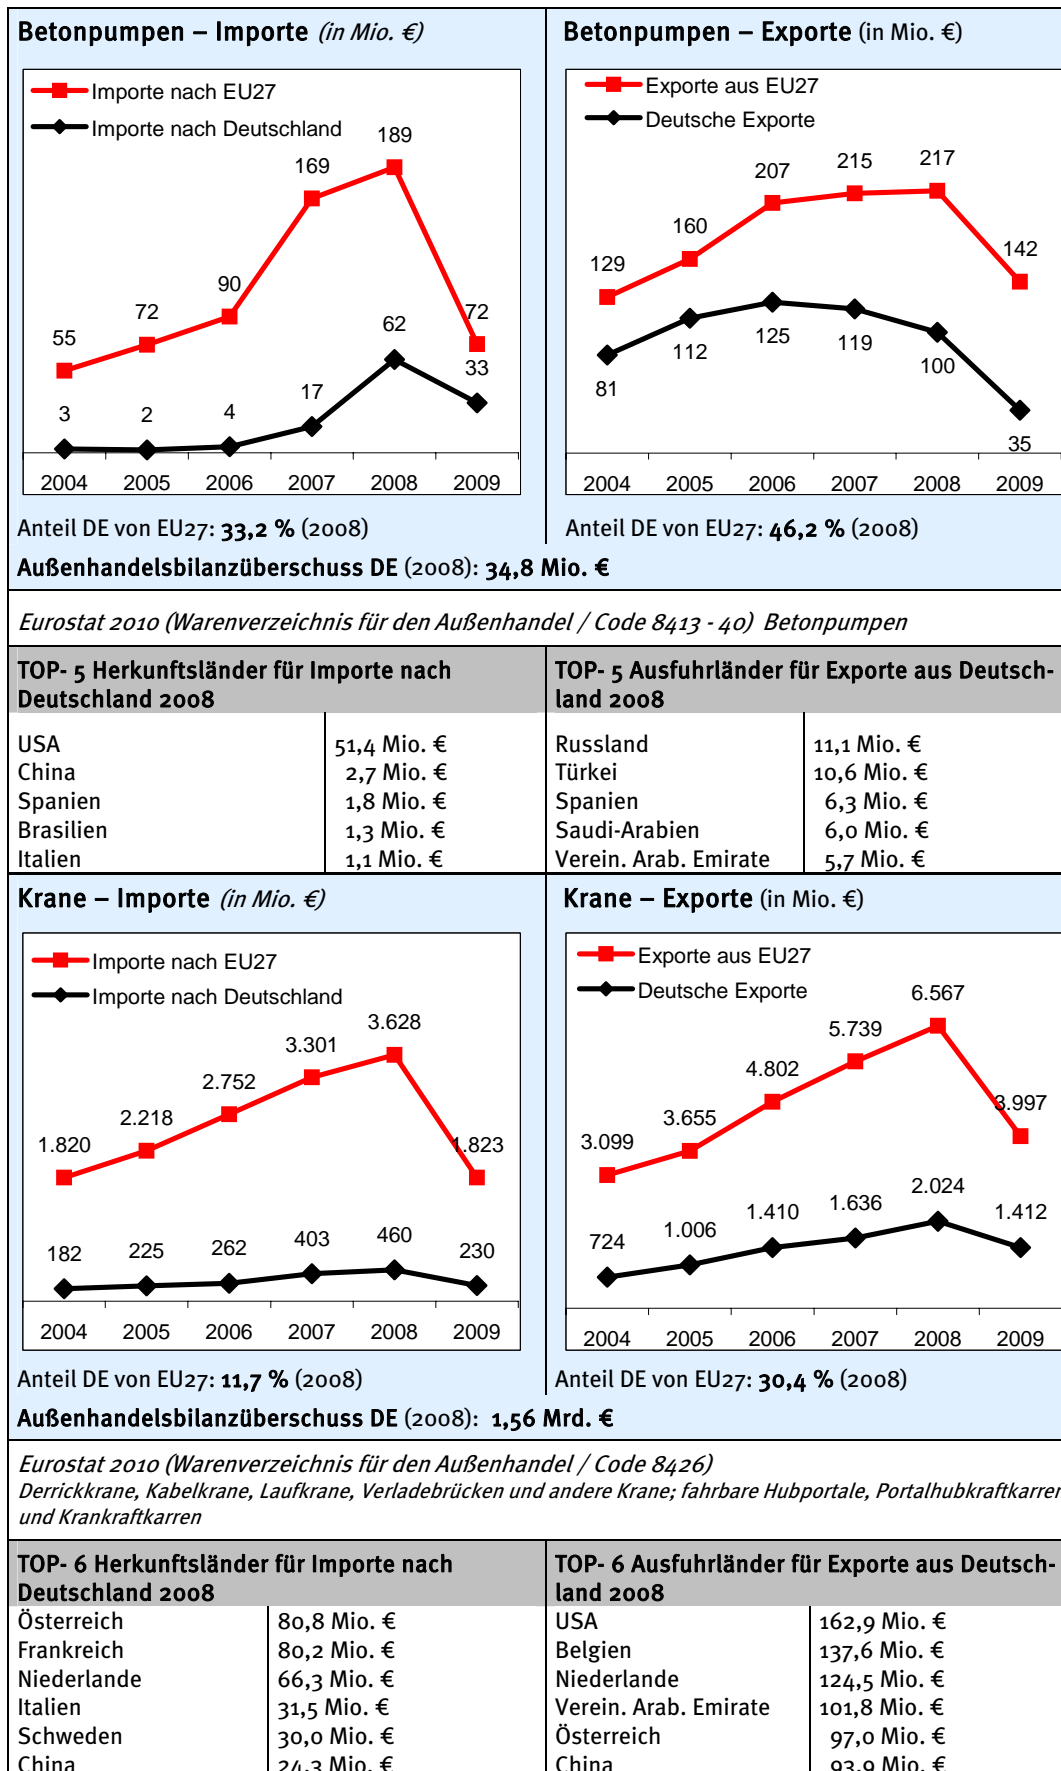 Betonpumpen – Importe (in Mio. €)
Importe nach EU27
Importe nach Deutschland
189
169
90
72
55
72
62
33
17
3
2
4
2004 2005 2006 2007 2008 2009
Anteil DE von EU27: 33,2 % (2008)
Betonpumpen – Exporte (in Mio. €)
Exporte aus EU27
Deutsche Exporte
207
215
217
160
129
142
125
119
112
100
81
35
2004 2005 2006 2007 2008 2009
Anteil DE von EU27: 46,2 % (2008)
Außenhandelsbilanzüberschuss DE (2008): 34,8 Mio. €
Eurostat 2010 (Warenverzeichnis für den Außenhandel / Code 8413 - 40) Betonpumpen
TOP- 5 Herkunftsländer für Importe nach
Deutschland 2008
USA 51,4 Mio. €
China 2,7 Mio. €
Spanien 1,8 Mio. €
Brasilien 1,3 Mio. €
Italien 1,1 Mio. €
TOP- 5 Ausfuhrländer für Exporte aus Deutsch-
land 2008
Russland 11,1 Mio. €
Türkei 10,6 Mio. €
Spanien 6,3 Mio. €
Saudi-Arabien 6,0 Mio. €
Verein. Arab. Emirate 5,7 Mio. €
Krane – Importe (in Mio. €)
Importe nach EU27
Importe nach Deutschland
3.628
3.301
2.752
2.218
1.820
1.823
182
225
262
403
460
230
2004 2005 2006 2007 2008 2009
Anteil DE von EU27: 11,7 % (2008)
Krane – Exporte (in Mio. €)
Exporte aus EU27
Deutsche Exporte
6.567
5.739
4.802
3.655
3.099
3.997
724
1.006
1.410
1.636
2.024
1.412
2004 2005 2006 2007 2008 2009
Anteil DE von EU27: 30,4 % (2008)
Außenhandelsbilanzüberschuss DE (2008): 1,56 Mrd. €
Eurostat 2010 (Warenverzeichnis für den Außenhandel / Code 8426)
Derrickkrane, Kabelkrane, Laufkrane, Verladebrücken und andere Krane; fahrbare Hubportale, Portalhubkraftkarren
und Krankraftkarren
TOP- 6 Herkunftsländer für Importe nach
Deutschland 2008
Österreich 80,8 Mio. €
Frankreich 80,2 Mio. €
Niederlande 66,3 Mio. €
Italien 31,5 Mio. €
Schweden 30,0 Mio. €
China 24,3 Mio. €
TOP- 6 Ausfuhrländer für Exporte aus Deutsch-
land 2008
USA 162,9 Mio. €
Belgien 137,6 Mio. €
Niederlande 124,5 Mio. €
Verein. Arab. Emirate 101,8 Mio. €
Österreich 97,0 Mio. €
China 93,9 Mio. €